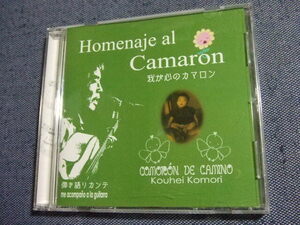 Homenaje al
Camarón
我が心のカマロン
CAMARÓN DE CAMINO
Kouhei Komori
弾き語りカンテ
me acompaño a la guitarra